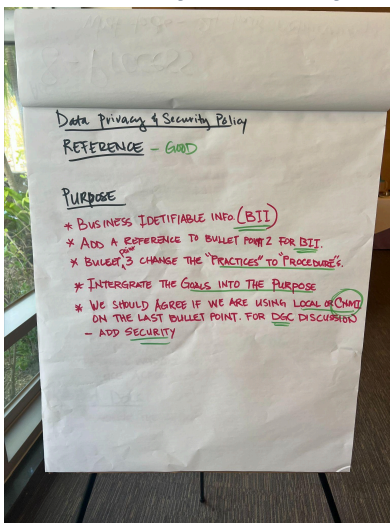 Data Privacy & Security Policy
REFERENCE - GOOD
PURPOSE
* BUSINESS IDETIFIABLE INFO. (BII)
* ADD A REFERENCE TO BULLET POINT 2 FOR BII.
* BULLET POINT 3 CHANGE THE "PRACTICES" TO "PROCEDURE"s.
* INTERGRATE THE GOALS INTO THE PURPOSE
* WE SHOULD AGREE IF WE ARE USING LOCAL OR CNMI
ON THE LAST BULLET POINT. FOR DGC DISCUSSION
- ADD SECURITY